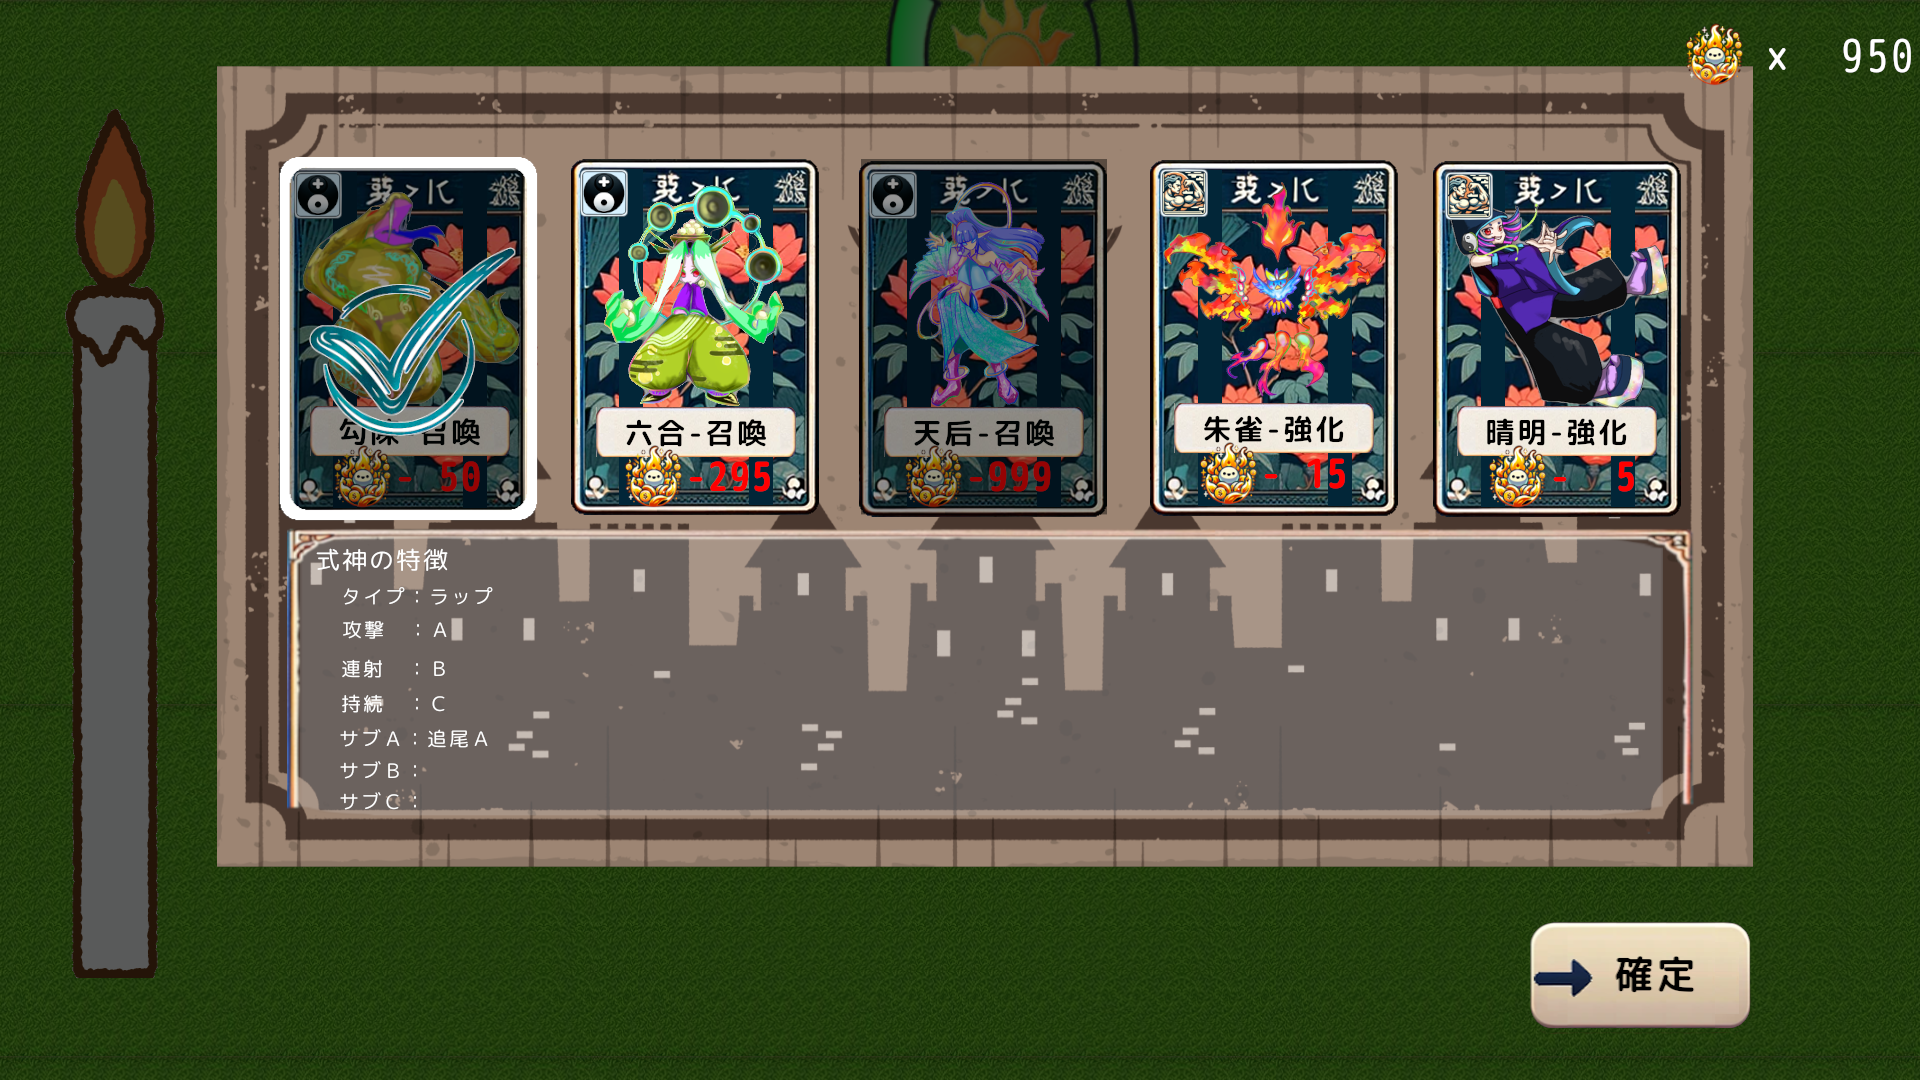 x 950
勾陳-召喚
六合-召喚
天后-召喚
朱雀-強化
晴明-強化
- 50
-295
-999
- 15
- 5
式神の特徴
タイプ：ラップ
攻撃 ：A
連射 ：B
持続 ：C
サブA：追尾A
サブB：
サブC：
確定